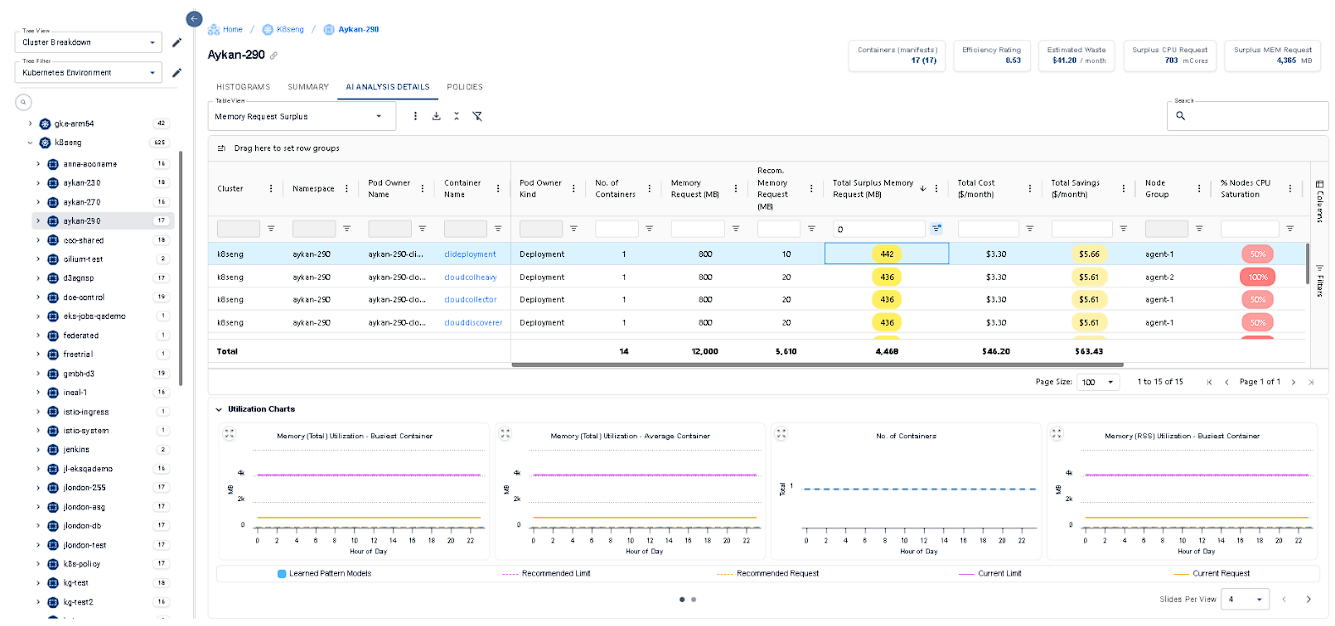 Tree View
Cluster Breakdown
Tree Filter
Kubernetes Environment
gke-arm64 42
k8seng 625
anna-aooname 16
aykan-230 18
aykan-270 16
aykan-290 17
coo-shared 18
cilium-test 2
d3egnsp 17
doe-control 19
eks-jobs-qademo 1
federated 1
freetrial 1
gmbh-d3 19
ineal-1 16
istio-ingress 1
istio-system 1
jenkins 2
jl-eksqademo 16
jlondon-255 17
jlondon-asg 17
jlondon-db 17
jlondon-test 17
k8s-policy 17
kg-test 18
kg-test2 16
Home / K8seng / Aykan-290
Aykan-290
Containers (manifests) 17 (17)
Efficiency Rating 8.53
Estimated Waste $41.20 / month
Surplus CPU Request 703 mCores
Surplus MEM Request 4,365 MB
HISTOGRAMS SUMMARY AI ANALYSIS DETAILS POLICIES
Table View
Memory Request Surplus
Search
Drag here to set row groups
Cluster Namespace Pod Owner Name Container Name Pod Owner Kind No. of Containers Memory Request (MB) Recom. Memory Request (MB) Total Surplus Memory Request (MB) Total Cost ($/month) Total Savings ($/month) Node Group % Nodes CPU Saturation
0
k8seng aykan-290 aykan-290-cli... clideployment Deployment 1 800 10 442 $3.30 $5.66 agent-1 50%
k8seng aykan-290 aykan-290-clo... cloudcolheavy Deployment 1 800 20 436 $3.30 $5.61 agent-2 100%
k8seng aykan-290 aykan-290-clo... cloudcollector Deployment 1 800 20 436 $3.30 $5.61 agent-1 50%
k8seng aykan-290 aykan-290-clo... clouddiscoverer Deployment 1 800 20 436 $3.30 $5.61 agent-1 50%
Total 14 12,000 5,610 4,468 $46.20 $63.43
Columns
Filters
Page Size: 100 1 to 15 of 15 Page 1 of 1
Utilization Charts
Memory (Total) Utilization - Busiest Container
4k
2k
0
MB
0 2 4 6 8 10 12 14 16 18 20 22
Hour of Day
Memory (Total) Utilization - Average Container
4k
2k
0
MB
0 2 4 6 8 10 12 14 16 18 20 22
Hour of Day
No. of Containers
Total
1
0 2 4 6 8 10 12 14 16 18 20 22
Hour of Day
Memory (RSS) Utilization - Busiest Container
4k
2k
0
MB
0 2 4 6 8 10 12 14 16 18 20 22
Hour of Day
Learned Pattern Models Recommended Limit Recommended Request Current Limit Current Request
Slides Per View 4